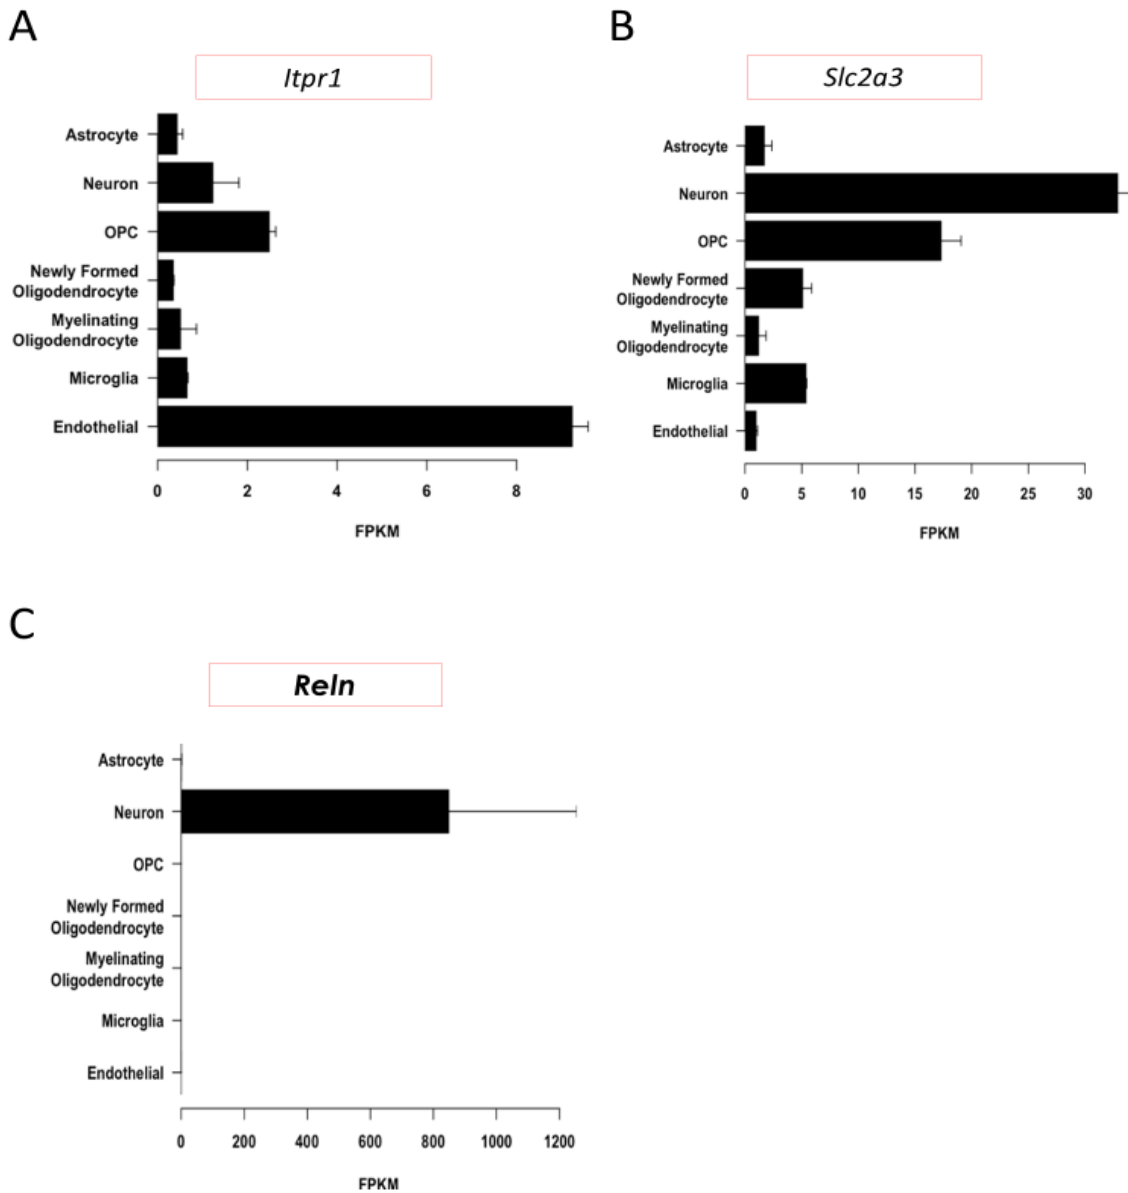 A
Itpr1
Astrocyte
Neuron
OPC
Newly Formed
Oligodendrocyte
Myelinating
Oligodendrocyte
Microglia
Endothelial
0 2 4 6 8
FPKM
B
Slc2a3
Astrocyte
Neuron
OPC
Newly Formed
Oligodendrocyte
Myelinating
Oligodendrocyte
Microglia
Endothelial
0 5 10 15 20 25 30
FPKM
C
Reln
Astrocyte
Neuron
OPC
Newly Formed
Oligodendrocyte
Myelinating
Oligodendrocyte
Microglia
Endothelial
0 200 400 600 800 1000 1200
FPKM